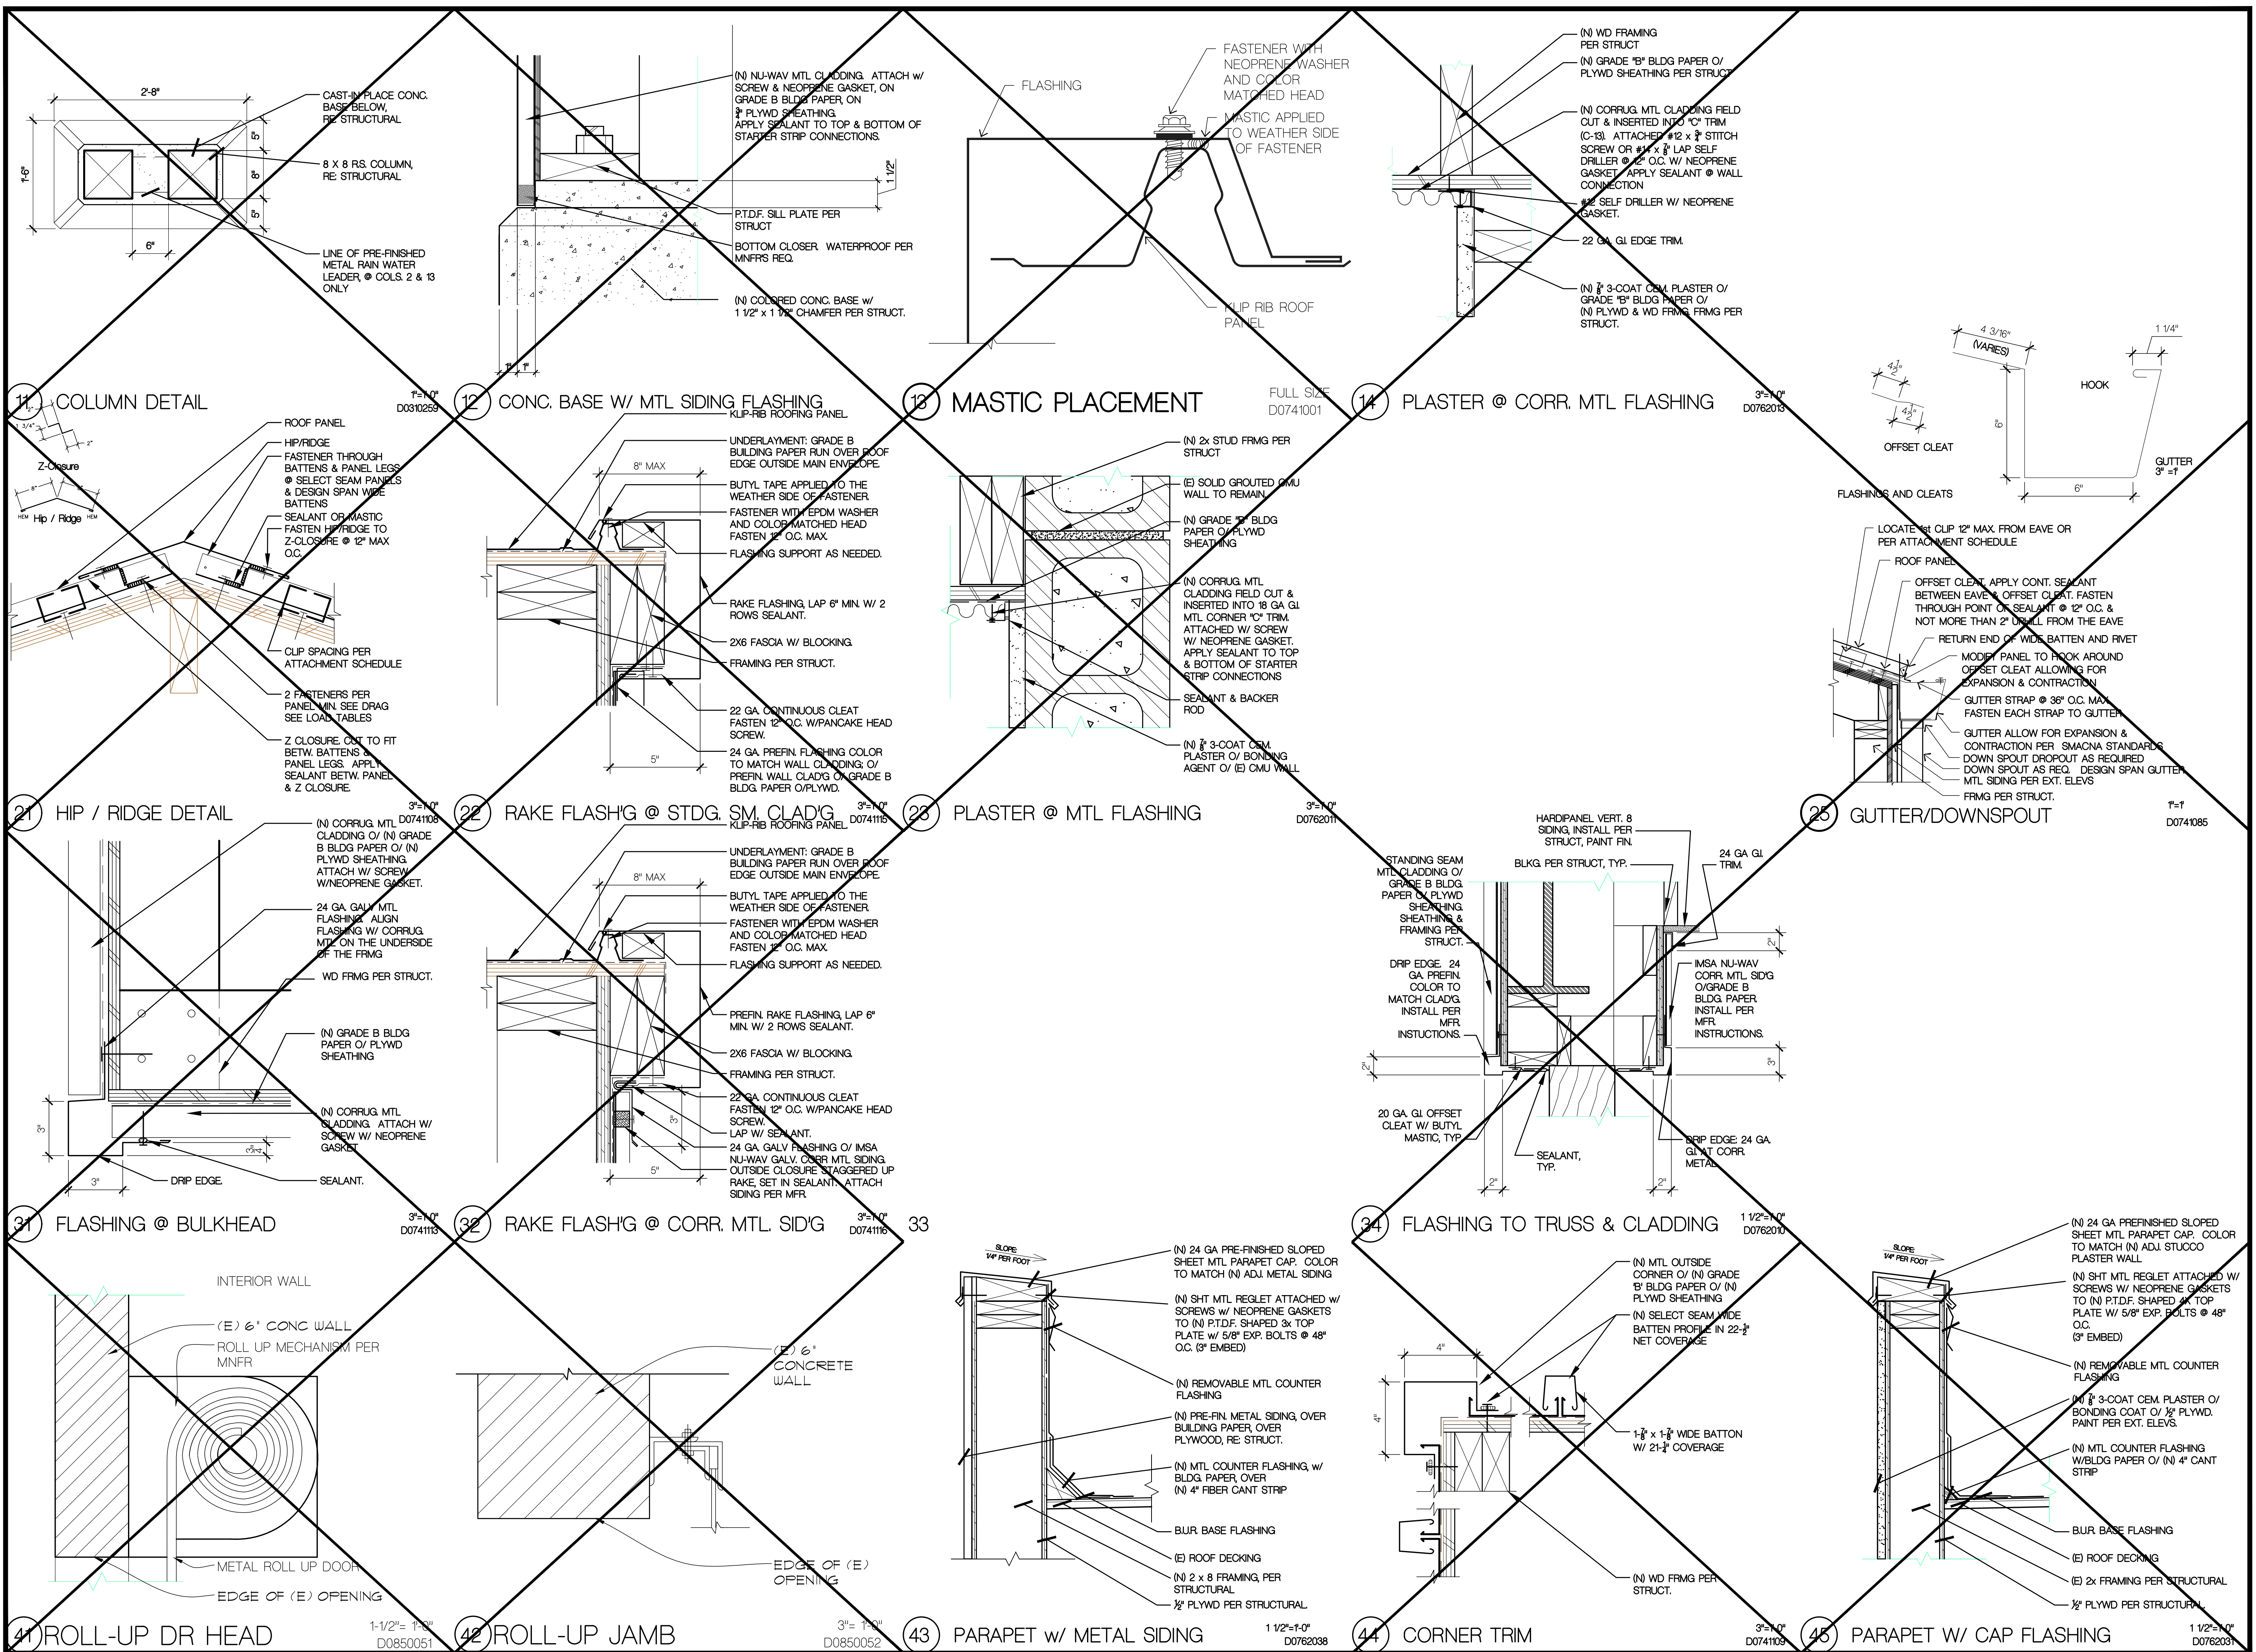 2'-8"
1'-6"
5"
8"
5"
6"
CAST-IN PLACE CONC.
BASE BELOW,
RE: STRUCTURAL
8 X 8 RS. COLUMN,
RE: STRUCTURAL
LINE OF PRE-FINISHED
METAL RAIN WATER
LEADER, @ COLS. 2 & 13
ONLY
11 COLUMN DETAIL
1"=1'-0"
D0310259
(N) NU-WAV MTL CLADDING. ATTACH w/
SCREW & NEOPRENE GASKET, ON
GRADE B BLDG PAPER, ON
3/4" PLYWD SHEATHING.
APPLY SEALANT TO TOP & BOTTOM OF
STARTER STRIP CONNECTIONS.
1 1/2"
P.T.D.F. SILL PLATE PER
STRUCT
BOTTOM CLOSER. WATERPROOF PER
MNFR'S REQ.
(N) COLORED CONC. BASE w/
1 1/2" x 1 1/2" CHAMFER PER STRUCT.
1" 1"
12 CONC. BASE W/ MTL SIDING FLASHING
FLASHING
FASTENER WITH
NEOPRENE WASHER
AND COLOR
MATCHED HEAD
MASTIC APPLIED
TO WEATHER SIDE
OF FASTENER
KLIP RIB ROOF
PANEL
13 MASTIC PLACEMENT
FULL SIZE
D0741001
(N) WD FRAMING
PER STRUCT
(N) GRADE "B" BLDG PAPER O/
PLYWD SHEATHING PER STRUCT
(N) CORRUG. MTL CLADDING FIELD
CUT & INSERTED INTO "C" TRIM
(C-13). ATTACHED #12 x 3/4" STITCH
SCREW OR #14 x 7/8" LAP SELF
DRILLER @ 12" O.C. W/ NEOPRENE
GASKET. APPLY SEALANT @ WALL
CONNECTION
#12 SELF DRILLER W/ NEOPRENE
GASKET.
22 GA. G.I. EDGE TRIM.
(N) 7/8" 3-COAT CEM. PLASTER O/
GRADE "B" BLDG PAPER O/
(N) PLYWD & WD FRMG. FRMG PER
STRUCT.
14 PLASTER @ CORR. MTL FLASHING
3"=1'-0"
D0762013
4 3/16"
(VARIES)
1 1/4"
HOOK
4 1/2"
4 1/2"
OFFSET CLEAT
6"
6"
GUTTER
3" =1'
FLASHINGS AND CLEATS
LOCATE 1st CLIP 12" MAX. FROM EAVE OR
PER ATTACHMENT SCHEDULE
ROOF PANEL
OFFSET CLEAT, APPLY CONT. SEALANT
BETWEEN EAVE & OFFSET CLEAT. FASTEN
THROUGH POINT OF SEALANT @ 12" O.C. &
NOT MORE THAN 2" UPHILL FROM THE EAVE
RETURN END OF WIDE BATTEN AND RIVET
MODIFY PANEL TO HOOK AROUND
OFFSET CLEAT ALLOWING FOR
EXPANSION & CONTRACTION
GUTTER STRAP @ 36" O.C. MAX.
FASTEN EACH STRAP TO GUTTER
GUTTER ALLOW FOR EXPANSION &
CONTRACTION PER SMACNA STANDARDS
DOWN SPOUT DROPOUT AS REQUIRED
DOWN SPOUT AS REQ. DESIGN SPAN GUTTER
MTL SIDING PER EXT. ELEVS
FRMG PER STRUCT.
25 GUTTER/DOWNSPOUT
1"=1'
D0741085
1 3/4"
2"
Z-Closure
8" 8"
HEM Hip / Ridge HEM
ROOF PANEL
HIP/RIDGE
FASTENER THROUGH
BATTENS & PANEL LEGS
@ SELECT SEAM PANELS
& DESIGN SPAN WIDE
BATTENS
SEALANT OR MASTIC
FASTEN HIP/RIDGE TO
Z-CLOSURE @ 12" MAX
O.C.
CLIP SPACING PER
ATTACHMENT SCHEDULE
2 FASTENERS PER
PANEL MIN. SEE DRAG
SEE LOAD TABLES
Z CLOSURE. CUT TO FIT
BETW. BATTENS &
PANEL LEGS. APPLY
SEALANT BETW. PANEL
& Z CLOSURE.
21 HIP / RIDGE DETAIL
3"=1'-0"
D0741108
KLIP-RIB ROOFING PANEL.
UNDERLAYMENT: GRADE B
BUILDING PAPER RUN OVER ROOF
EDGE OUTSIDE MAIN ENVELOPE.
8" MAX
BUTYL TAPE APPLIED TO THE
WEATHER SIDE OF FASTENER.
FASTENER WITH EPDM WASHER
AND COLOR MATCHED HEAD
FASTEN 12" O.C. MAX.
FLASHING SUPPORT AS NEEDED.
RAKE FLASHING, LAP 6" MIN. W/ 2
ROWS SEALANT.
2X6 FASCIA W/ BLOCKING.
FRAMING PER STRUCT.
22 GA. CONTINUOUS CLEAT
FASTEN 12" O.C. W/PANCAKE HEAD
SCREW.
24 GA. PREFIN. FLASHING COLOR
TO MATCH WALL CLADDING; O/
PREFIN. WALL CLAD'G O/ GRADE B
BLDG. PAPER O/PLYWD.
5"
22 RAKE FLASH'G @ STDG. SM. CLAD'G
3"=1'-0"
D0741115
(N) 2x STUD FRMG PER
STRUCT
(E) SOLID GROUTED CMU
WALL TO REMAIN
(N) GRADE "B" BLDG
PAPER O/ PLYWD
SHEATHING
(N) CORRUG. MTL
CLADDING FIELD CUT &
INSERTED INTO 18 GA G.I.
MTL CORNER "C" TRIM.
ATTACHED W/ SCREW
W/ NEOPRENE GASKET.
APPLY SEALANT TO TOP
& BOTTOM OF STARTER
STRIP CONNECTIONS
SEALANT & BACKER
ROD
(N) 7/8" 3-COAT CEM.
PLASTER O/ BONDING
AGENT O/ (E) CMU WALL
23 PLASTER @ MTL FLASHING
3"=1'-0"
D0762011
(N) CORRUG. MTL
CLADDING O/ (N) GRADE
B BLDG PAPER O/ (N)
PLYWD SHEATHING.
ATTACH W/ SCREW
W/NEOPRENE GASKET.
24 GA. GALV MTL
FLASHING. ALIGN
FLASHING W/ CORRUG.
MTL ON THE UNDERSIDE
OF THE FRMG
WD FRMG PER STRUCT.
(N) GRADE B BLDG
PAPER O/ PLYWD
SHEATHING
(N) CORRUG. MTL
CLADDING. ATTACH W/
SCREW W/ NEOPRENE
GASKET
3"
3/4"
3"
DRIP EDGE.
SEALANT.
31 FLASHING @ BULKHEAD
3"=1'-0"
D0741113
KLIP-RIB ROOFING PANEL.
UNDERLAYMENT: GRADE B
BUILDING PAPER RUN OVER ROOF
EDGE OUTSIDE MAIN ENVELOPE.
8" MAX
BUTYL TAPE APPLIED TO THE
WEATHER SIDE OF FASTENER.
FASTENER WITH EPDM WASHER
AND COLOR MATCHED HEAD
FASTEN 12" O.C. MAX.
FLASHING SUPPORT AS NEEDED.
PREFIN. RAKE FLASHING, LAP 6"
MIN. W/ 2 ROWS SEALANT.
2X6 FASCIA W/ BLOCKING.
FRAMING PER STRUCT.
22 GA. CONTINUOUS CLEAT
FASTEN 12" O.C. W/PANCAKE HEAD
SCREW.
LAP W/ SEALANT.
24 GA. GALV FLASHING O/ IMSA
NU-WAV GALV. CORR MTL SIDING.
OUTSIDE CLOSURE STAGGERED UP
RAKE, SET IN SEALANT. ATTACH
SIDING PER MFR.
3"
5"
32 RAKE FLASH'G @ CORR. MTL. SID'G
3"=1'-0"
D0741116
33
HARDIPANEL VERT. 8
SIDING, INSTALL PER
STRUCT, PAINT FIN.
STANDING SEAM
MTL CLADDING O/
GRADE B BLDG.
PAPER O/ PLYWD
SHEATHING.
SHEATHING &
FRAMING PER
STRUCT.
BLKG. PER STRUCT, TYP.
24 GA G.I.
TRIM.
DRIP EDGE. 24
GA. PREFIN.
COLOR TO
MATCH CLAD'G.
INSTALL PER
MFR.
INSTUCTIONS.
IMSA NU-WAV
CORR. MTL. SID'G
O/GRADE B
BLDG. PAPER.
INSTALL PER
MFR.
INSTRUCTIONS.
2"
2"
3"
20 GA. G.I. OFFSET
CLEAT W/ BUTYL
MASTIC, TYP.
SEALANT,
TYP.
DRIP EDGE: 24 GA.
G.I. AT CORR.
METAL
2"
2"
34 FLASHING TO TRUSS & CLADDING
1 1/2"=1'-0"
D0762010
INTERIOR WALL
(E) 6" CONC WALL
ROLL UP MECHANISM PER
MNFR
METAL ROLL UP DOOR
EDGE OF (E) OPENING
41 ROLL-UP DR HEAD
1-1/2"= 1'-0"
D0850051
(E) 6"
CONCRETE
WALL
EDGE OF (E)
OPENING
42 ROLL-UP JAMB
3"= 1'-0"
D0850052
SLOPE:
1/4" PER FOOT
(N) 24 GA PRE-FINISHED SLOPED
SHEET MTL PARAPET CAP. COLOR
TO MATCH (N) ADJ. METAL SIDING
(N) SHT MTL REGLET ATTACHED w/
SCREWS w/ NEOPRENE GASKETS
TO (N) P.T.D.F. SHAPED 3x TOP
PLATE w/ 5/8" EXP. BOLTS @ 48"
O.C. (3" EMBED)
(N) REMOVABLE MTL COUNTER
FLASHING
(N) PRE-FIN. METAL SIDING, OVER
BUILDING PAPER, OVER
PLYWOOD, RE: STRUCT.
(N) MTL COUNTER FLASHING, w/
BLDG. PAPER, OVER
(N) 4" FIBER CANT STRIP
B.U.R. BASE FLASHING
(E) ROOF DECKING
(N) 2 x 8 FRAMING, PER
STRUCTURAL
1/2" PLYWD PER STRUCTURAL.
43 PARAPET w/ METAL SIDING
1 1/2"=1'-0"
D0762038
(N) MTL OUTSIDE
CORNER O/ (N) GRADE
'B' BLDG PAPER O/ (N)
PLYWD SHEATHING
(N) SELECT SEAM WIDE
BATTEN PROFILE IN 22-1/2"
NET COVERAGE
4"
4"
1-7/8" x 1-7/8" WIDE BATTON
W/ 21-1/4" COVERAGE
(N) WD FRMG PER
STRUCT.
44 CORNER TRIM
3"=1'-0"
D0741109
SLOPE:
1/4" PER FOOT
(N) 24 GA PREFINISHED SLOPED
SHEET MTL PARAPET CAP. COLOR
TO MATCH (N) ADJ. STUCCO
PLASTER WALL
(N) SHT MTL REGLET ATTACHED W/
SCREWS W/ NEOPRENE GASKETS
TO (N) P.T.D.F. SHAPED 4X TOP
PLATE W/ 5/8" EXP. BOLTS @ 48"
O.C.
(3" EMBED)
(N) REMOVABLE MTL COUNTER
FLASHING
(N) 7/8" 3-COAT CEM. PLASTER O/
BONDING COAT O/ 1/2" PLYWD.
PAINT PER EXT. ELEVS.
(N) MTL COUNTER FLASHING
W/BLDG PAPER O/ (N) 4" CANT
STRIP
B.U.R. BASE FLASHING
(E) ROOF DECKING
(E) 2x FRAMING PER STRUCTURAL
1/2" PLYWD PER STRUCTURAL.
45 PARAPET W/ CAP FLASHING
1 1/2"=1'-0"
D0762031